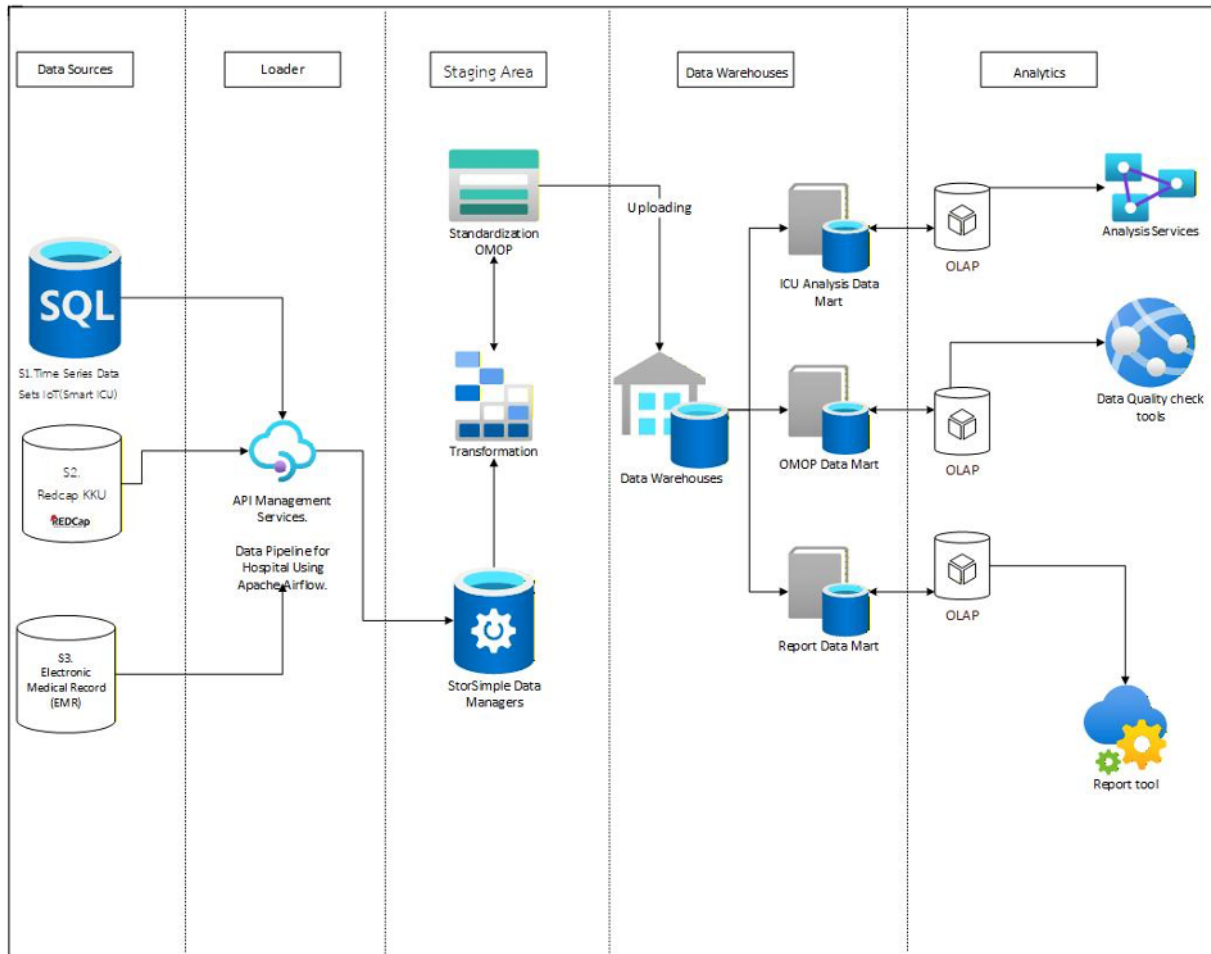 Data Sources
Loader
Staging Area
Data Warehouses
Analytics
SQL
S1.Time Series Data
Sets IoT(Smart ICU)
S2.
Redcap KKU
REDCap
S3.
Electronic
Medical Record
(EMR)
API Management
Services.
Data Pipeline for
Hospital Using
Apache Airflow.
Standardization
OMOP
Transformation
StorSimple Data
Managers
Uploading
Data Warehouses
ICU Analysis Data
Mart
OMOP Data Mart
Report Data Mart
OLAP
OLAP
OLAP
Analysis Services
Data Quality check
tools
Report tool